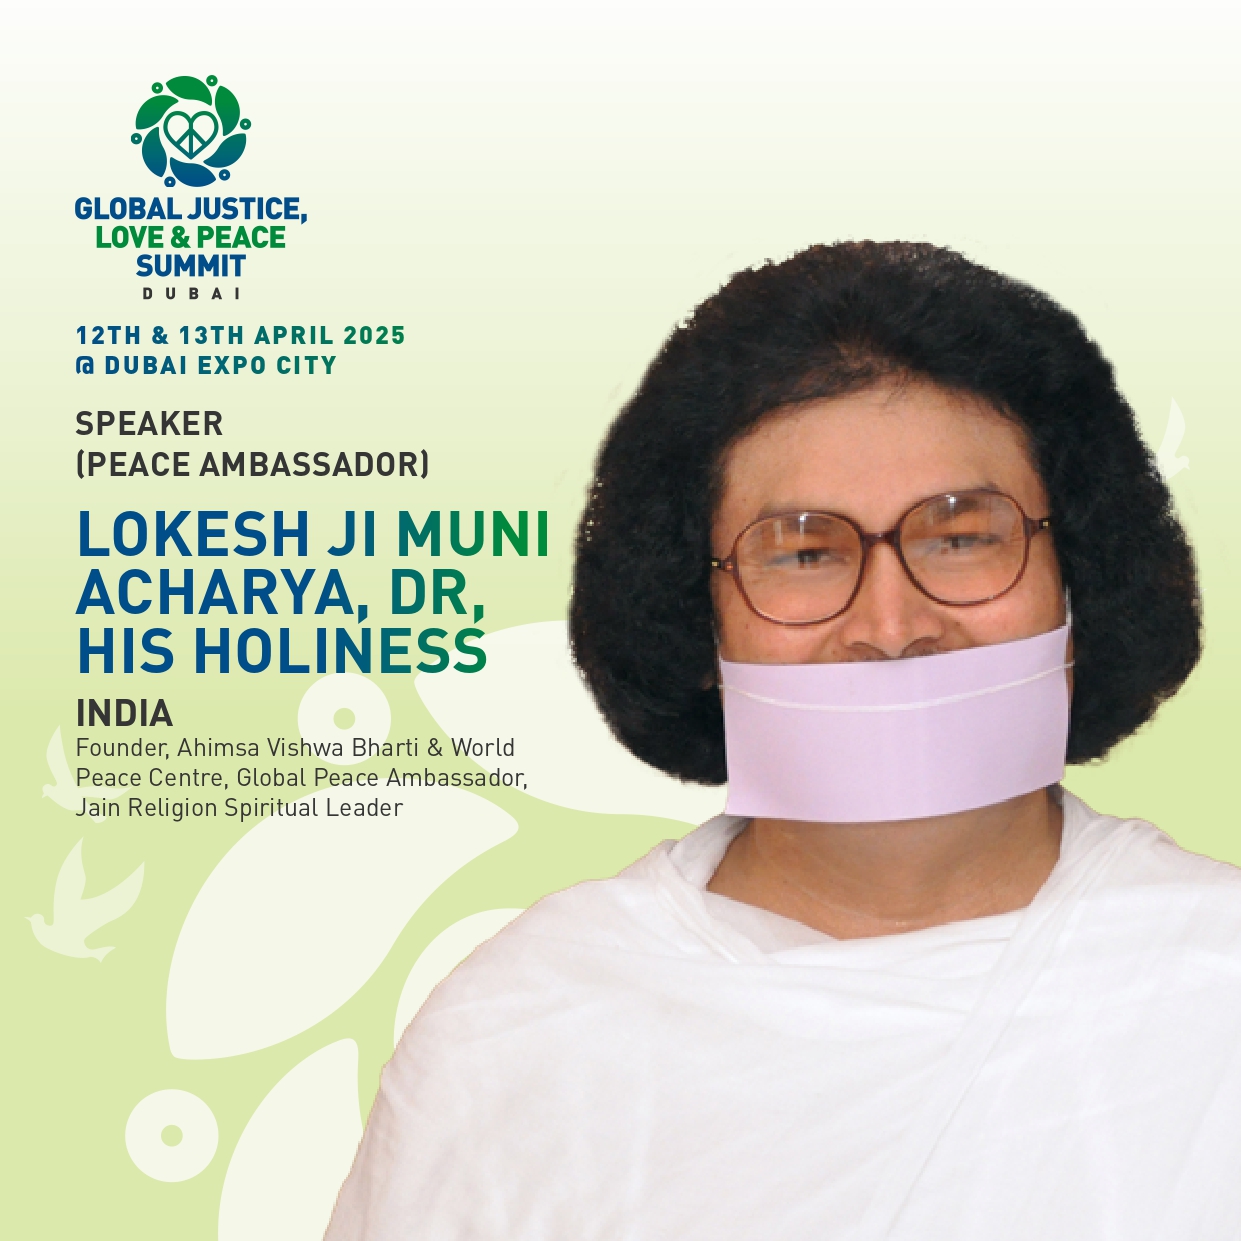 GLOBAL JUSTICE,
LOVE & PEACE
SUMMIT
DUBAI
12TH & 13TH APRIL 2025
@ DUBAI EXPO CITY
SPEAKER
(PEACE AMBASSADOR)
LOKESH JI MUNI
ACHARYA, DR,
HIS HOLINESS
INDIA
Founder, Ahimsa Vishwa Bharti & World
Peace Centre, Global Peace Ambassador,
Jain Religion Spiritual Leader